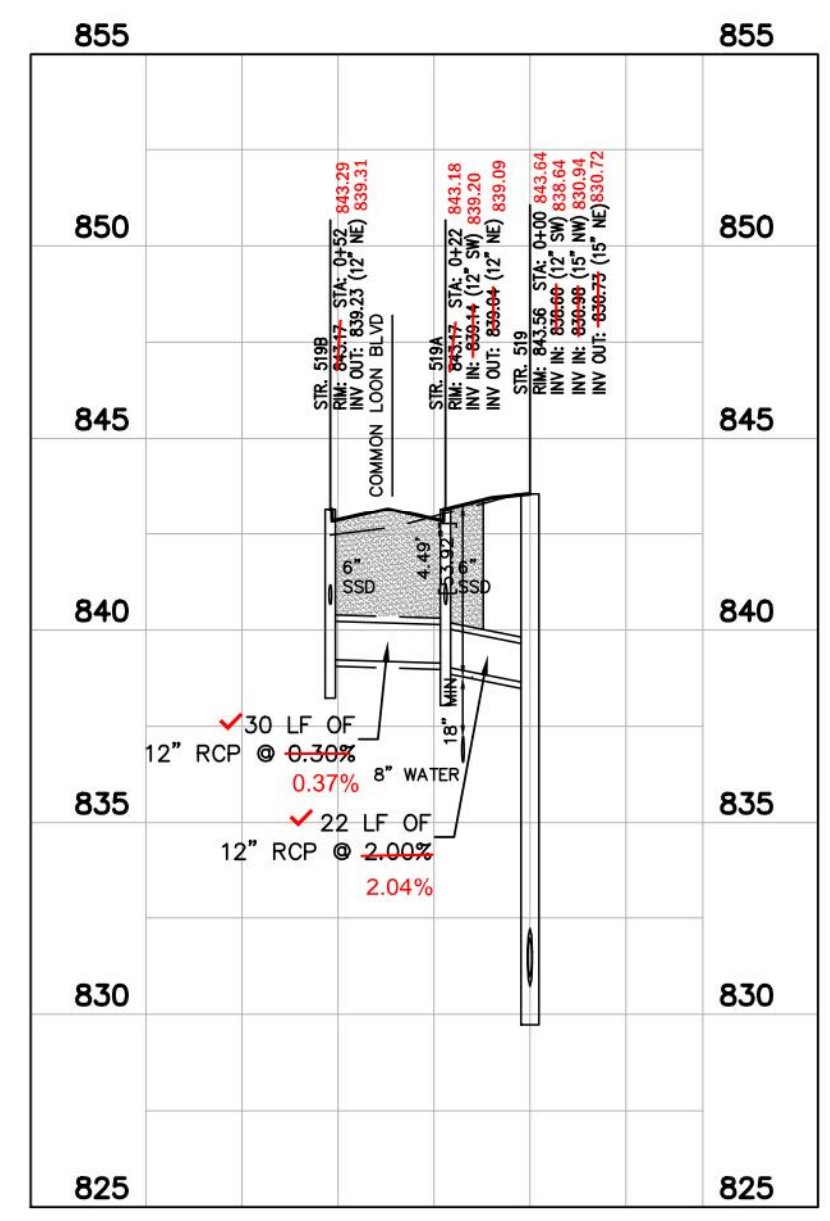 855 855
843.29
839.31
STR. 519B
RIM: 843.17 STA: 0+52
INV OUT: 839.23 (12" NE)
COMMON LOON BLVD
843.18
839.20
839.09
STR. 519A
RIM: 843.17 STA: 0+22
INV IN: 839.14 (12" SW)
INV OUT: 839.04 (12" NE)
843.64
838.64
830.94
830.72
STR. 519
RIM: 843.56 STA: 0+00
INV IN: 838.60 (12" SW)
INV IN: 830.98 (15" NW)
INV OUT: 830.73 (15" NE)
850 850
845 845
4.49'
53.92"
6"
SSD
6"
SSD
840 840
18" MIN
30 LF OF
12" RCP @ 0.30%
0.37%
8" WATER
835 835
22 LF OF
12" RCP @ 2.00%
2.04%
830 830
825 825